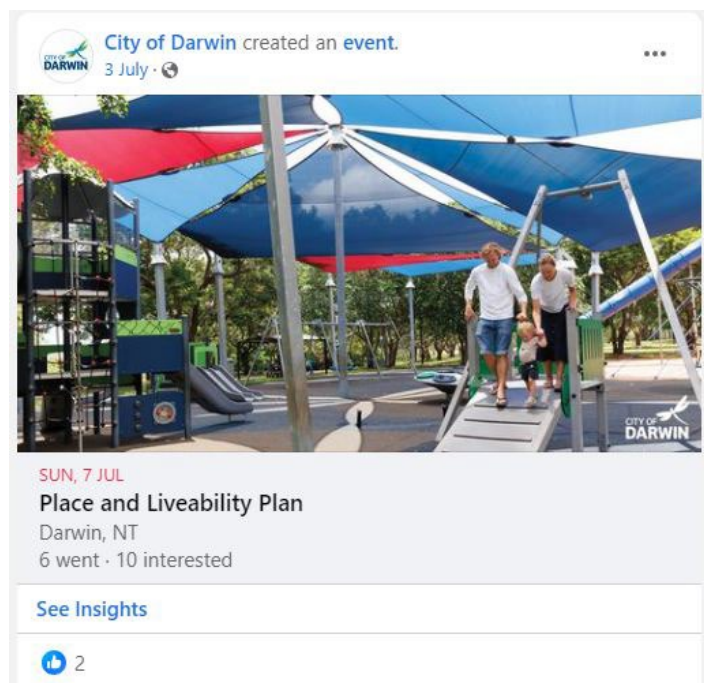 CITY OF
DARWIN
City of Darwin created an event.
3 July ·
CITY OF
DARWIN
SUN, 7 JUL
Place and Liveability Plan
Darwin, NT
6 went · 10 interested
See Insights
2